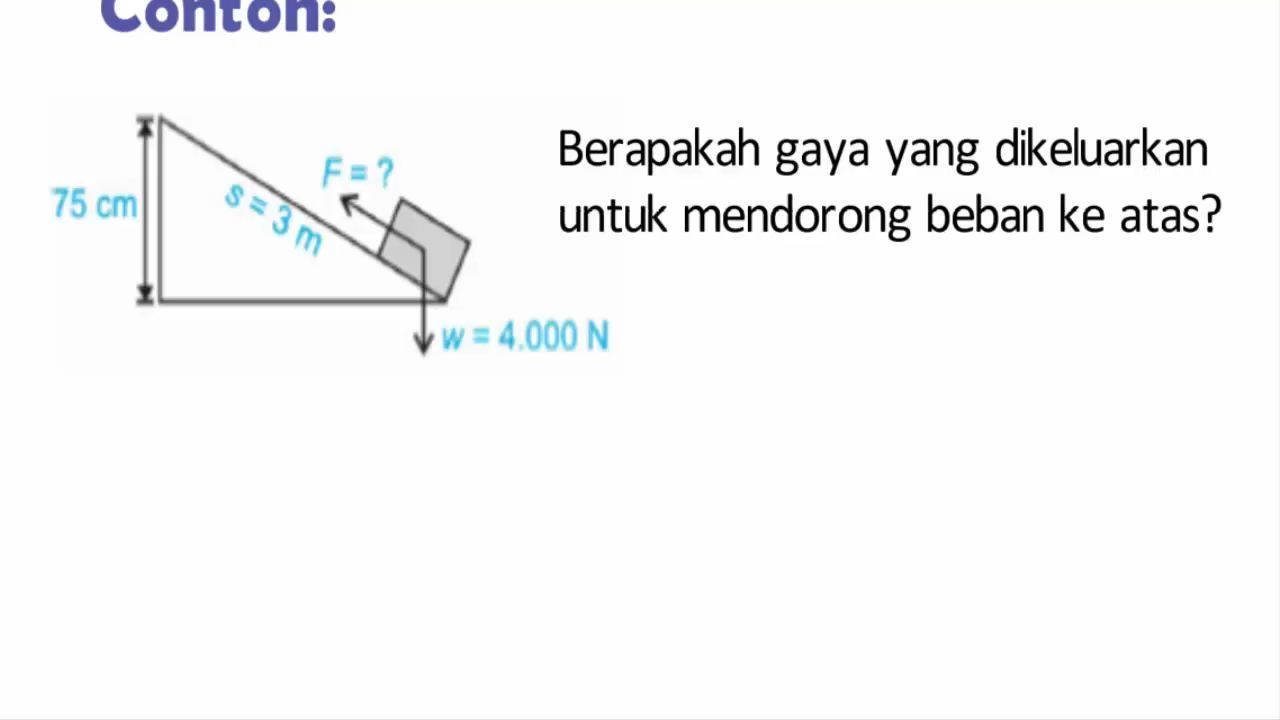 Contoh:
Berapakah gaya yang dikeluarkan
untuk mendorong beban ke atas?
75 cm
s = 3 m
F = ?
w = 4.000 N